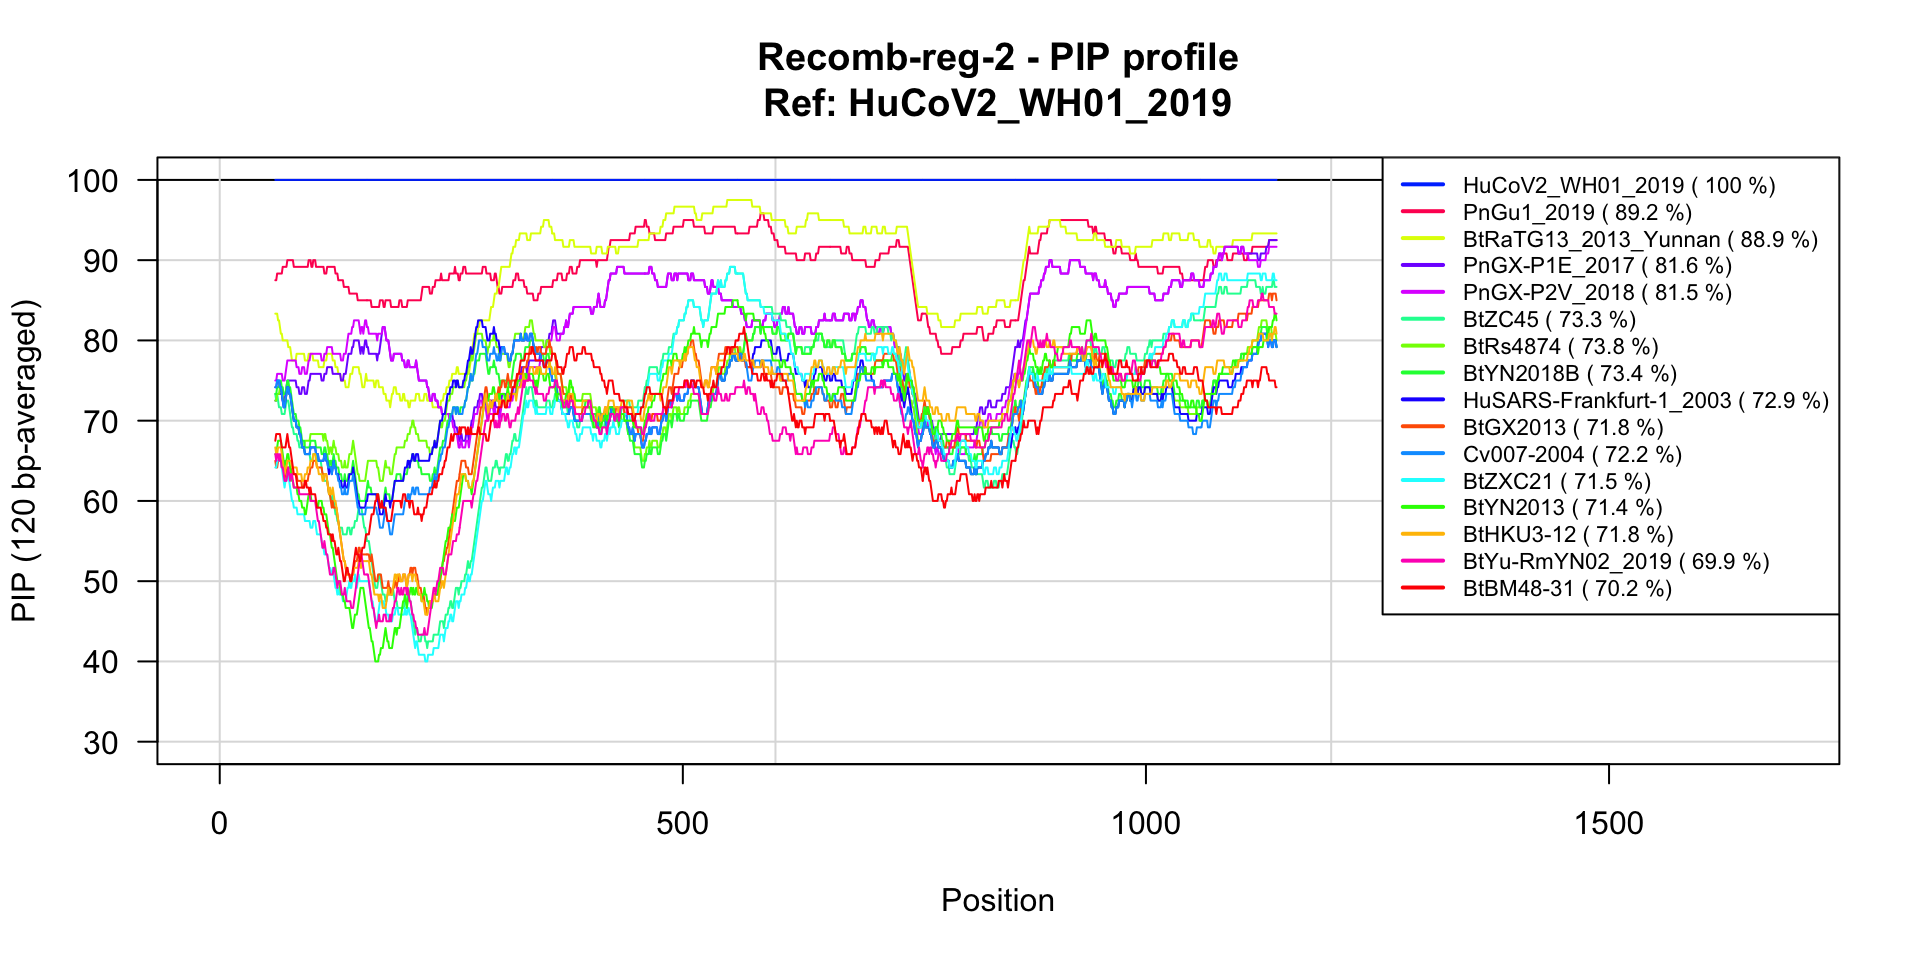 Recomb-reg-2 - PIP profile
Ref: HuCoV2_WH01_2019
PIP (120 bp-averaged)
100
90
80
70
60
50
40
30
HuCoV2_WH01_2019 ( 100 %)
PnGu1_2019 ( 89.2 %)
BtRaTG13_2013_Yunnan ( 88.9 %)
PnGX-P1E_2017 ( 81.6 %)
PnGX-P2V_2018 ( 81.5 %)
BtZC45 ( 73.3 %)
BtRs4874 ( 73.8 %)
BtYN2018B ( 73.4 %)
HuSARS-Frankfurt-1_2003 ( 72.9 %)
BtGX2013 ( 71.8 %)
Cv007-2004 ( 72.2 %)
BtZXC21 ( 71.5 %)
BtYN2013 ( 71.4 %)
BtHKU3-12 ( 71.8 %)
BtYu-RmYN02_2019 ( 69.9 %)
BtBM48-31 ( 70.2 %)
0 500 1000 1500
Position